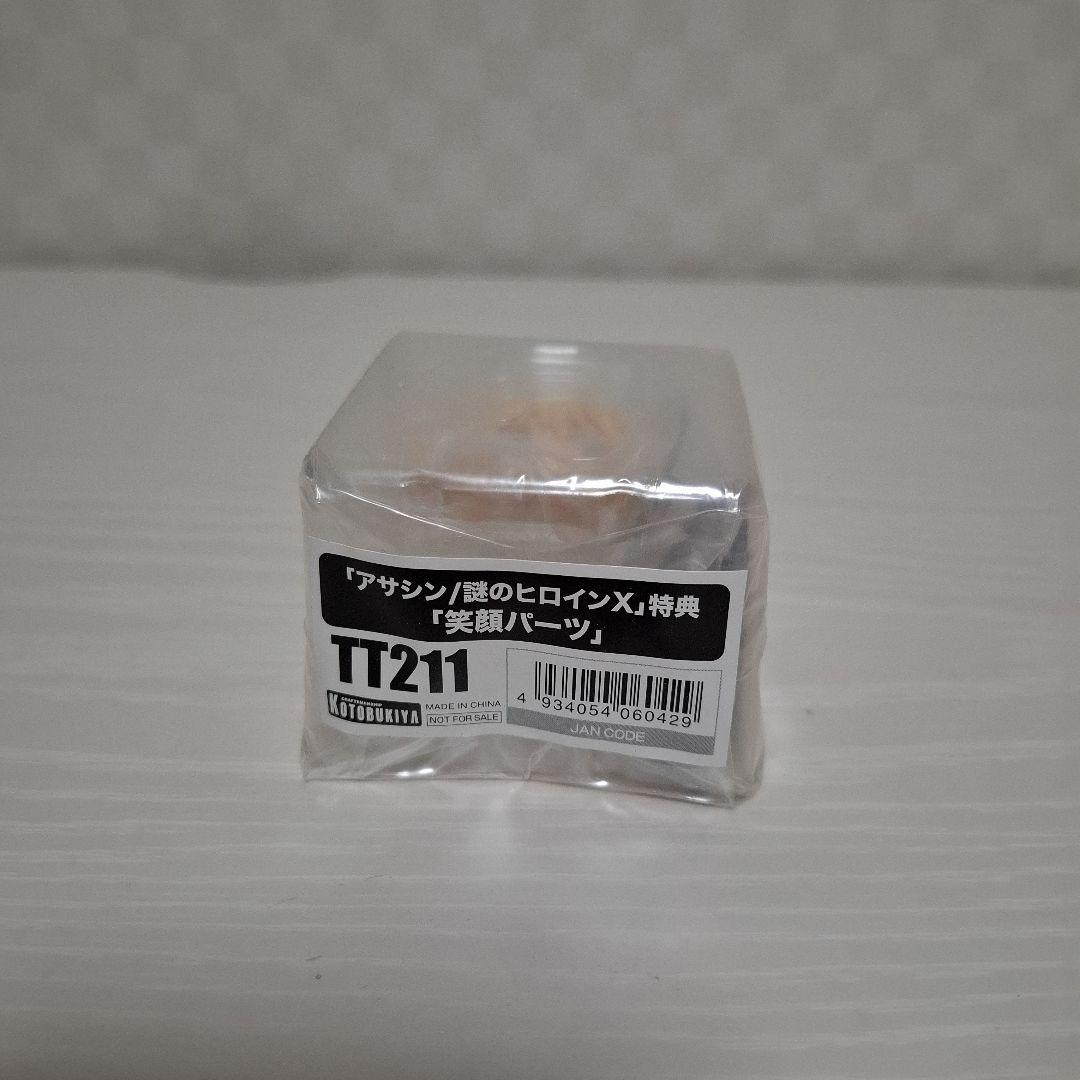 「アサシン/謎のヒロインX」特典
「笑顔パーツ」
TT211
CRAFTSMANSHIP
KOTOBUKIYA
MADE IN CHINA
NOT FOR SALE
4 934054 060429
JAN CODE